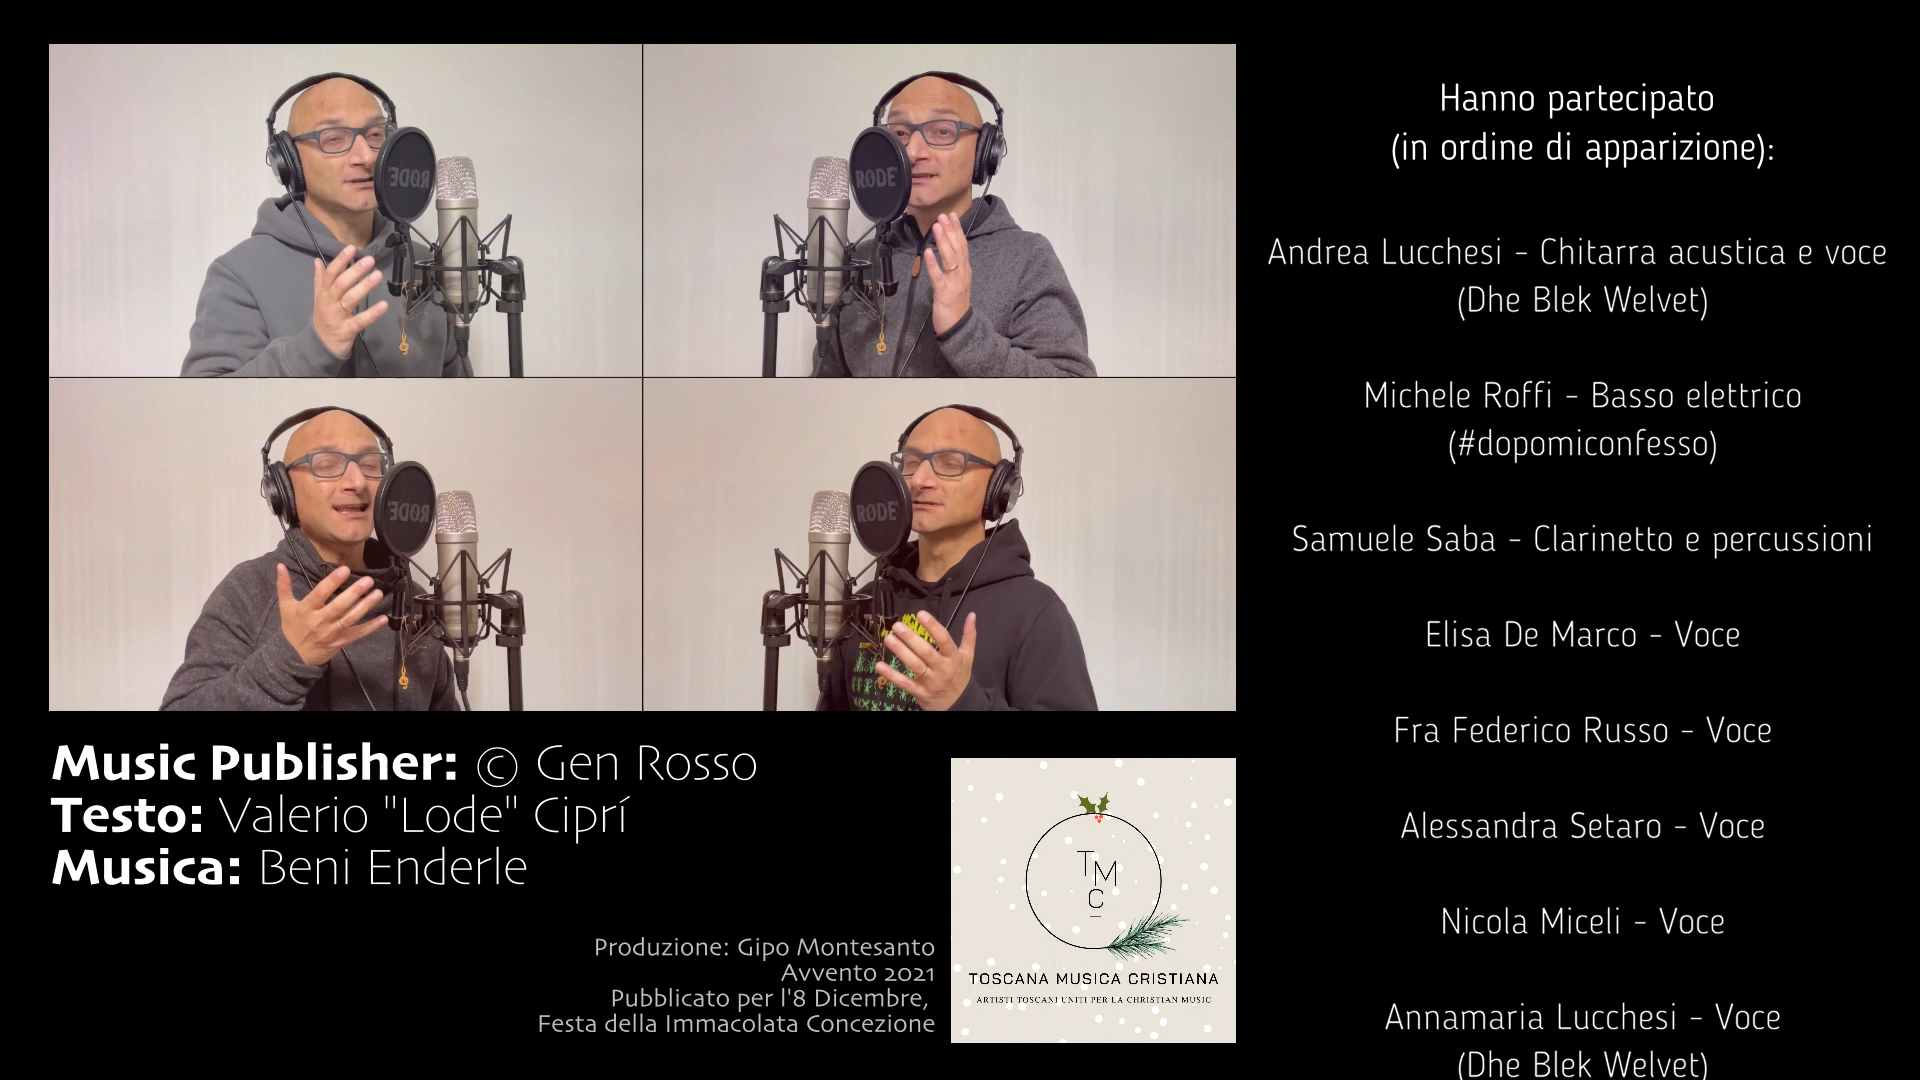 RØDE
RØDE
RØDE
RØDE
Music Publisher: © Gen Rosso
Testo: Valerio "Lode" Ciprí
Musica: Beni Enderle
Produzione: Gipo Montesanto
Avvento 2021
Pubblicato per l'8 Dicembre,
Festa della Immacolata Concezione
TMC
TOSCANA MUSICA CRISTIANA
ARTISTI TOSCANI UNITI PER LA CHRISTIAN MUSIC
Hanno partecipato
(in ordine di apparizione):
Andrea Lucchesi - Chitarra acustica e voce
(Dhe Blek Welvet)
Michele Roffi - Basso elettrico
(#dopomiconfesso)
Samuele Saba - Clarinetto e percussioni
Elisa De Marco - Voce
Fra Federico Russo - Voce
Alessandra Setaro - Voce
Nicola Miceli - Voce
Annamaria Lucchesi - Voce
(Dhe Blek Welvet)